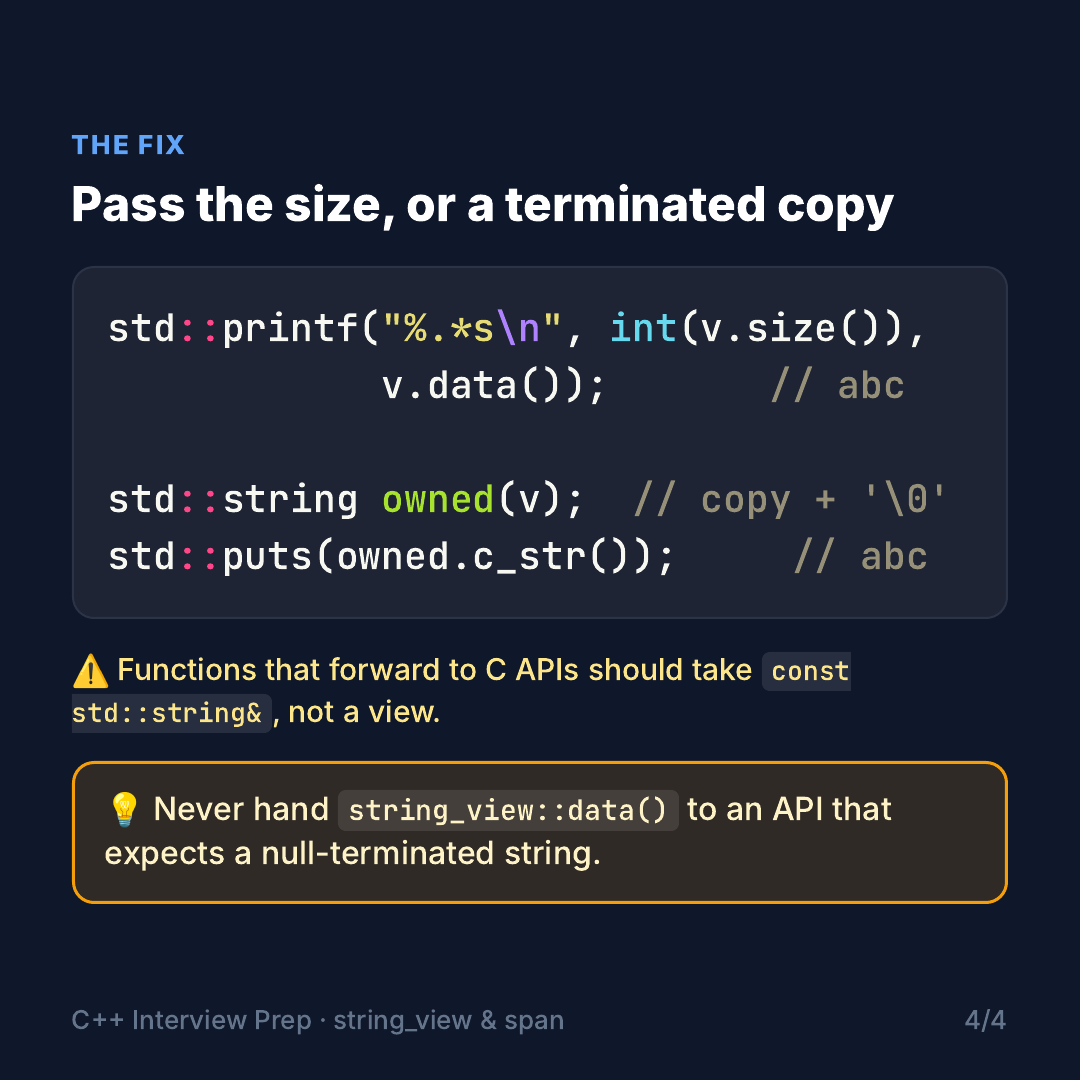 THE FIX
Pass the size, or a terminated copy
std::printf("%.*s\n", int(v.size()),
v.data()); // abc
std::string owned(v); // copy + '\0'
std::puts(owned.c_str()); // abc
⚠️ Functions that forward to C APIs should take const
std::string&, not a view.
💡 Never hand string_view::data() to an API that
expects a null-terminated string.
C++ Interview Prep · string_view & span
4/4